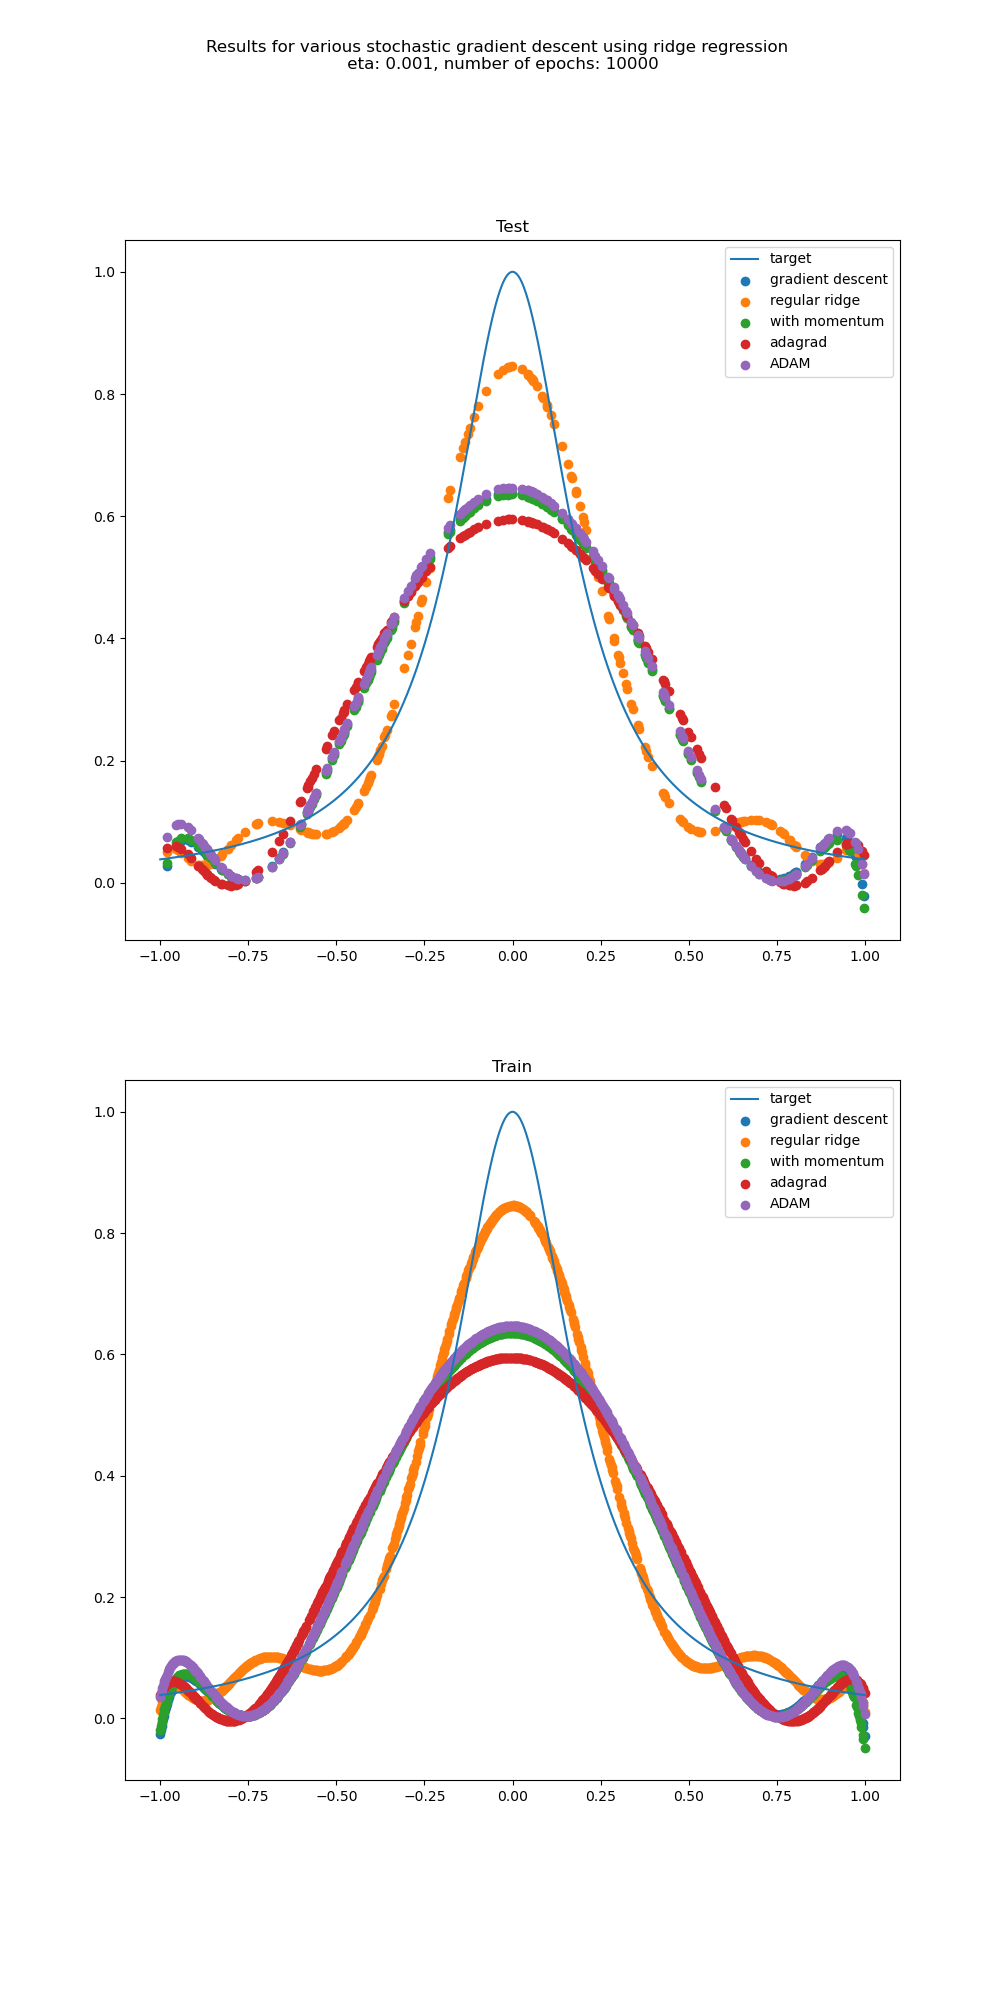 Results for various stochastic gradient descent using ridge regression
eta: 0.001, number of epochs: 10000
Test
target
gradient descent
regular ridge
with momentum
adagrad
ADAM
1.0
0.8
0.6
0.4
0.2
0.0
−1.00 −0.75 −0.50 −0.25 0.00 0.25 0.50 0.75 1.00
Train
target
gradient descent
regular ridge
with momentum
adagrad
ADAM
1.0
0.8
0.6
0.4
0.2
0.0
−1.00 −0.75 −0.50 −0.25 0.00 0.25 0.50 0.75 1.00